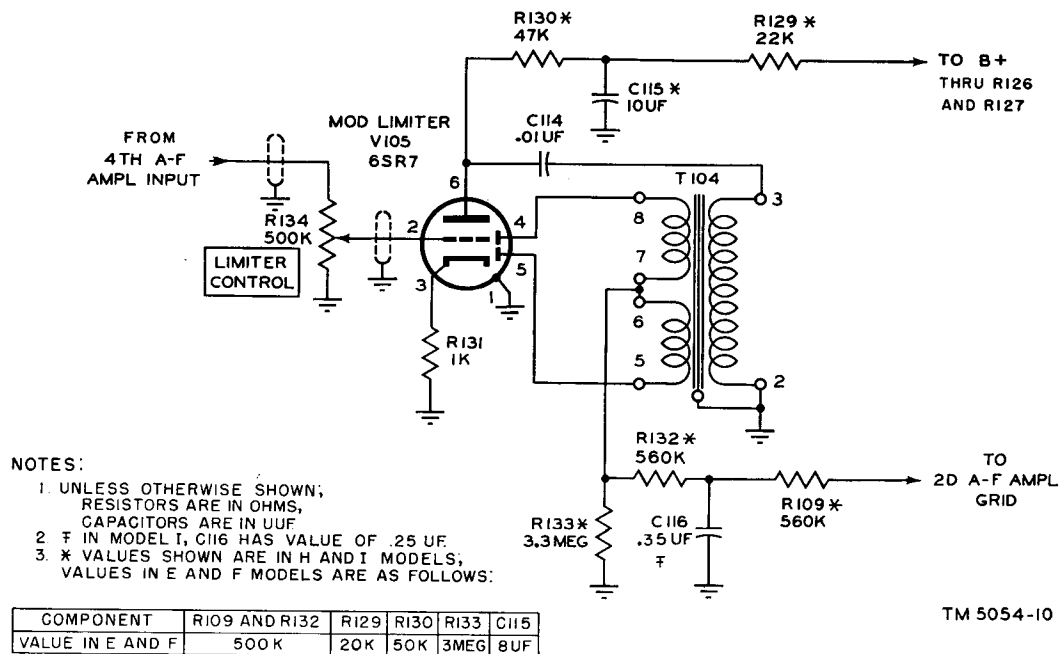 R130*
47K
R129*
22K
TO B+
THRU R126
AND R127
C115*
10UF
MOD LIMITER
V105
6SR7
C114
.01UF
FROM
4TH A-F
AMPL INPUT
T104
6
4
3
8
R134
500K
2
LIMITER
CONTROL
5
7
3
1
6
R131
1K
5
2
R132*
560K
TO
2D A-F AMPL
GRID
R109*
560K
R133*
3.3MEG
C116
.35UF
Ŧ
NOTES:
1. UNLESS OTHERWISE SHOWN;
RESISTORS ARE IN OHMS,
CAPACITORS ARE IN UUF
2 Ŧ IN MODEL I, C116 HAS VALUE OF .25 UF.
3. * VALUES SHOWN ARE IN H AND I MODELS;
VALUES IN E AND F MODELS ARE AS FOLLOWS:
COMPONENT R109 AND R132 R129 R130 R133 C115
VALUE IN E AND F 500K 20K 50K 3MEG 8UF
TM 5054-10